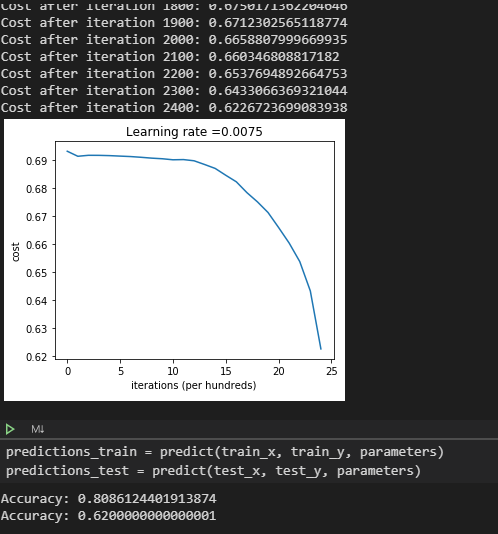 Cost after iteration 1800: 0.6750171362204646
Cost after iteration 1900: 0.6712302565118774
Cost after iteration 2000: 0.6658807999669935
Cost after iteration 2100: 0.660346808817182
Cost after iteration 2200: 0.6537694892664753
Cost after iteration 2300: 0.6433066369321044
Cost after iteration 2400: 0.6226723699083938
Learning rate =0.0075
0.69
0.68
0.67
0.66
0.65
0.64
0.63
0.62
cost
0 5 10 15 20 25
iterations (per hundreds)
M↓
predictions_train = predict(train_x, train_y, parameters)
predictions_test = predict(test_x, test_y, parameters)
Accuracy: 0.8086124401913874
Accuracy: 0.6200000000000001